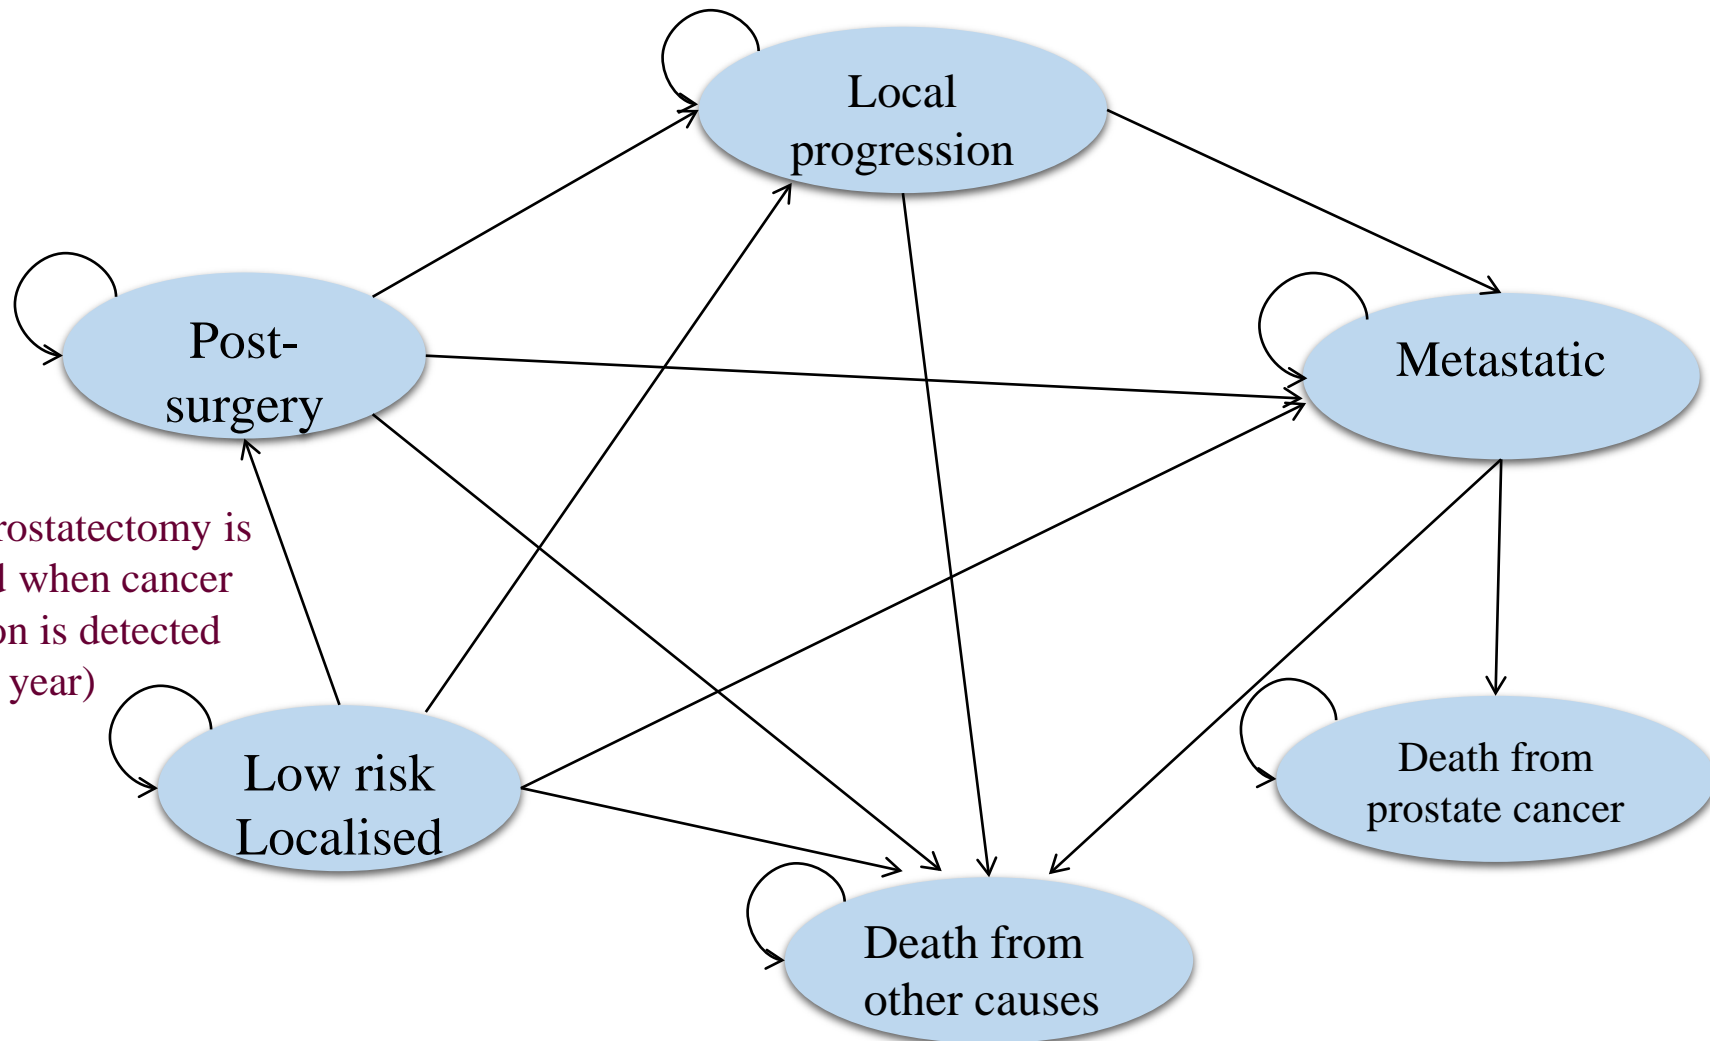 Local
progression
Post-
surgery
Metastatic
rostatectomy is
when cancer
on is detected
year)
Low risk
Localised
Death from
prostate cancer
Death from
other causes